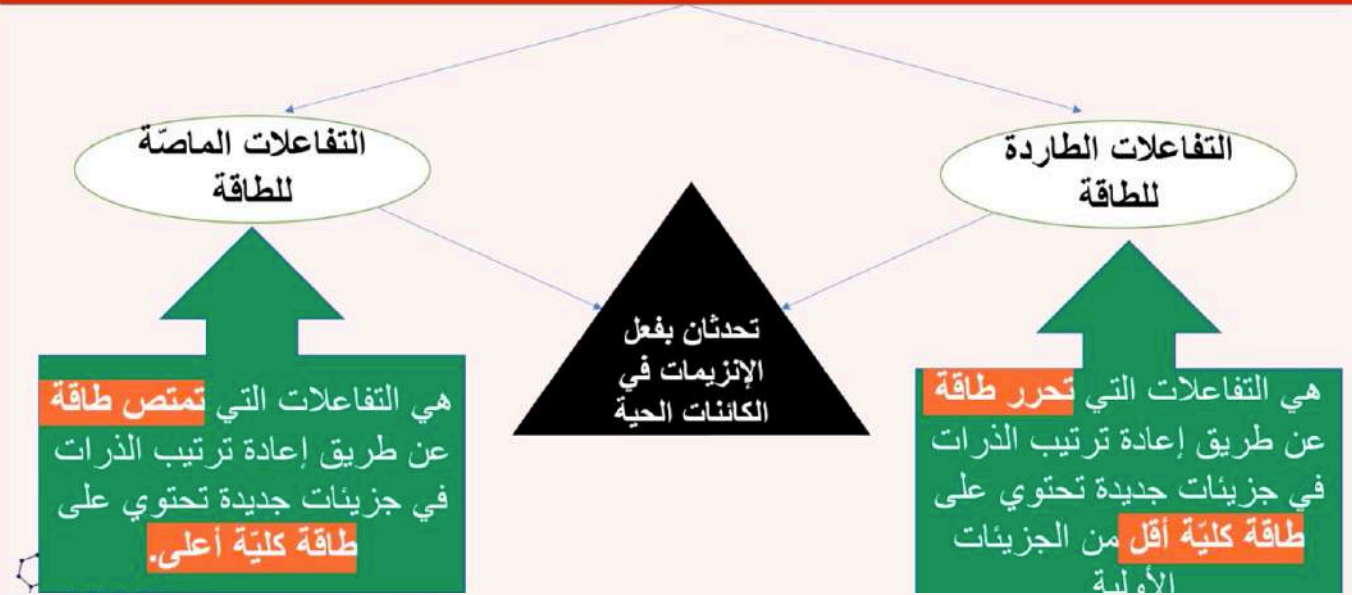 التفاعلات الطاردة
للطاقة
التفاعلات الماصّة
للطاقة
تحدثان بفعل
الإنزيمات في
الكائنات الحية
هي التفاعلات التي تحرر طاقة
عن طريق إعادة ترتيب الذرات
في جزيئات جديدة تحتوي على
طاقة كليّة أقل من الجزيئات
الأولية
هي التفاعلات التي تمتص طاقة
عن طريق إعادة ترتيب الذرات
في جزيئات جديدة تحتوي على
طاقة كليّة أعلى.